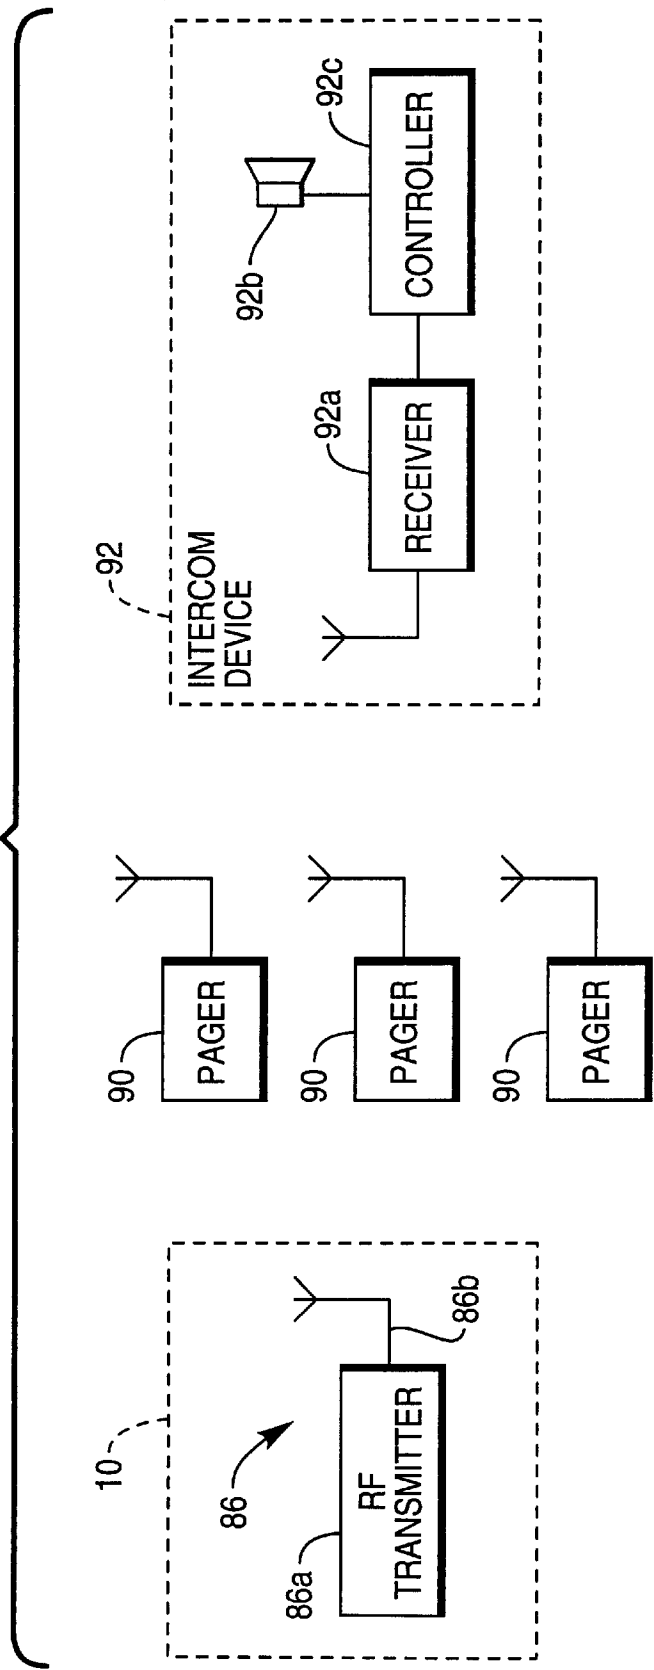 10
86
86a
RF
TRANSMITTER
86b
90
PAGER
90
PAGER
90
PAGER
92
INTERCOM
DEVICE
92a
RECEIVER
92b
92c
CONTROLLER